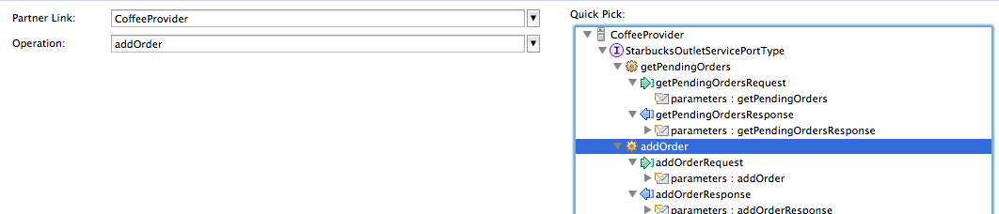 Partner Link: CoffeeProvider
Operation: addOrder
Quick Pick:
CoffeeProvider
I StarbucksOutletServicePortType
getPendingOrders
getPendingOrdersRequest
parameters : getPendingOrders
getPendingOrdersResponse
parameters : getPendingOrdersResponse
addOrder
addOrderRequest
parameters : addOrder
addOrderResponse
parameters : addOrderResponse